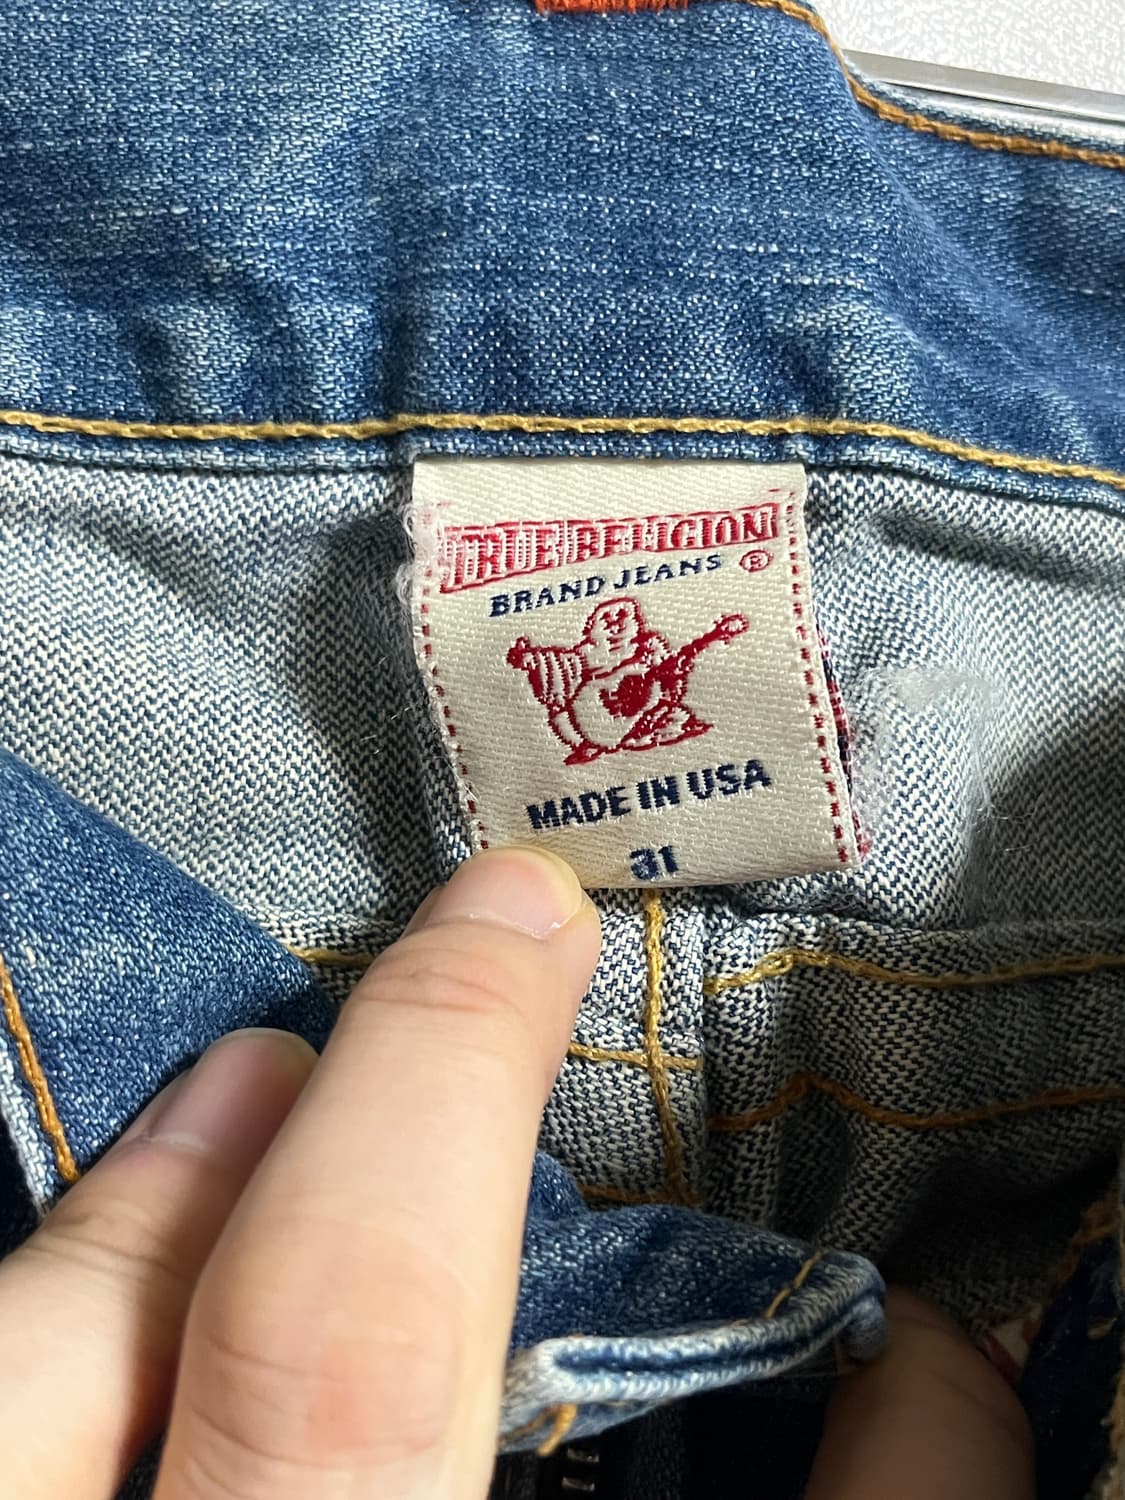 TRUE RELIGION
BRAND JEANS ®
MADE IN USA
31